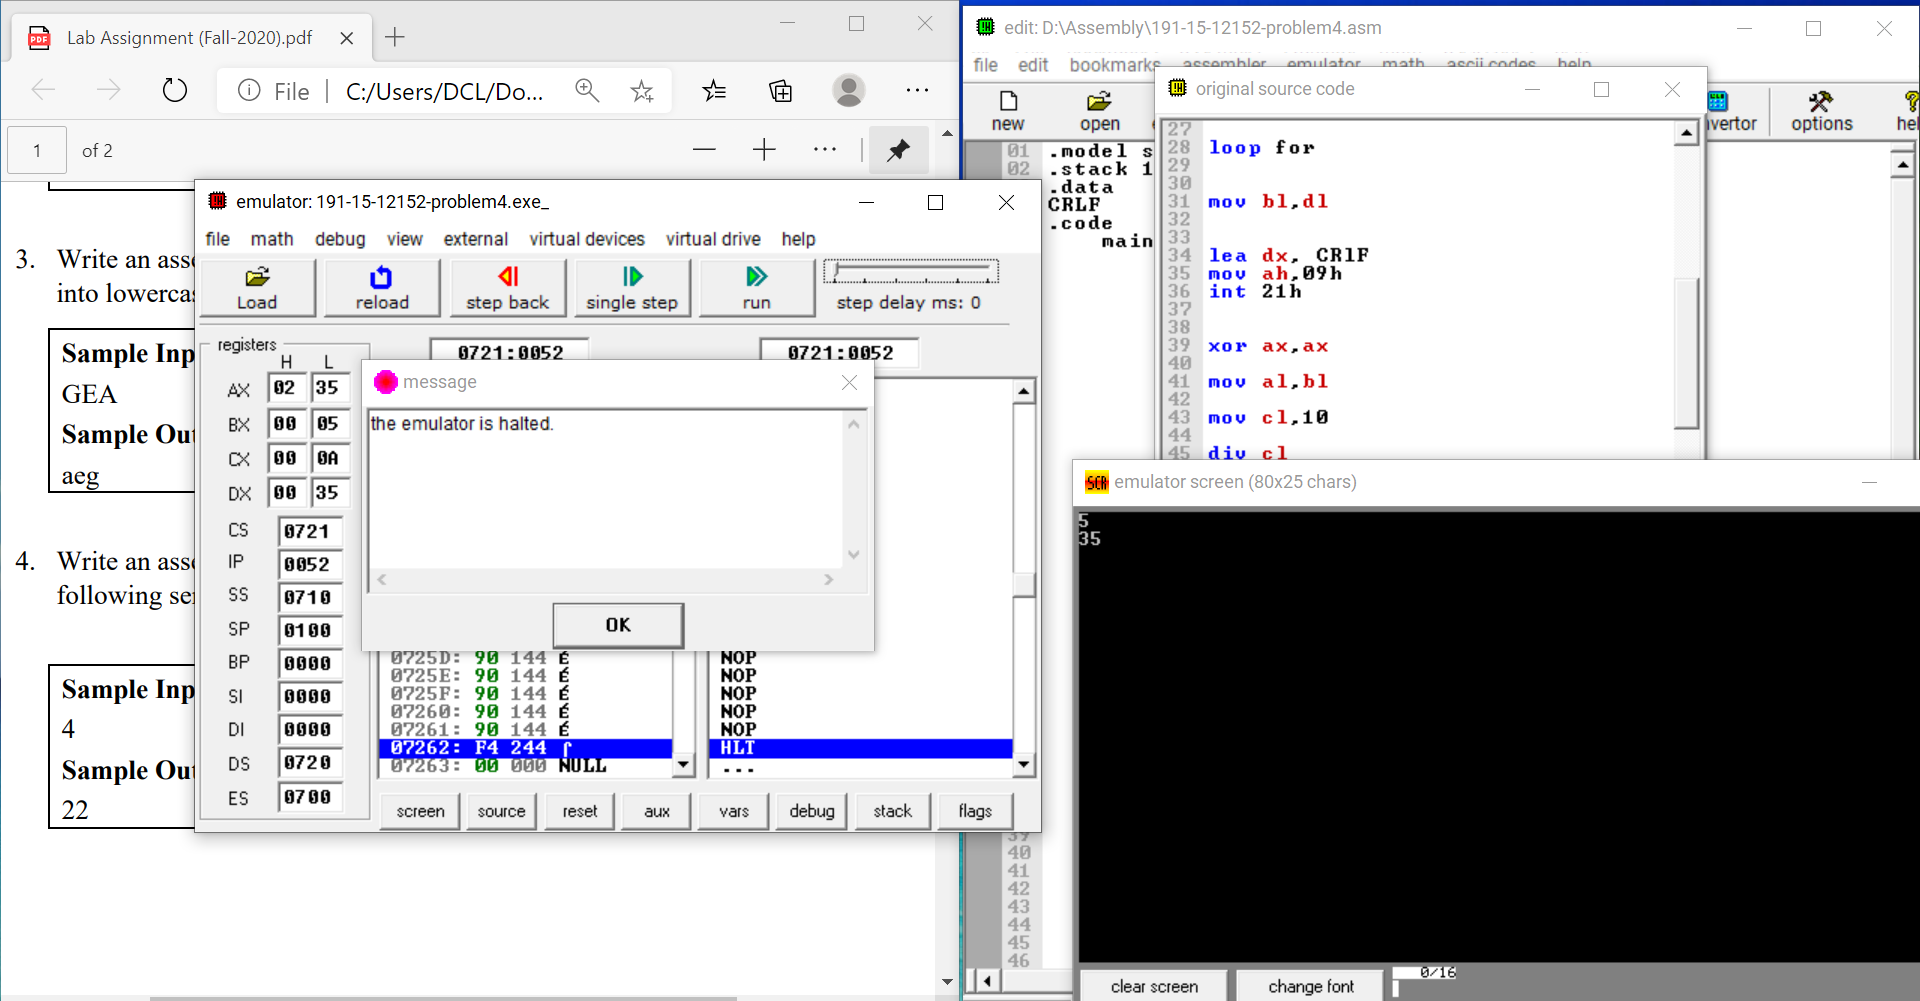 Lab Assignment (Fall-2020).pdf
File
C:/Users/DCL/Do...
1
of 2
3. Write an asse
into lowercas
Sample Inp
GEA
Sample Out
aeg
4. Write an asse
following ser
Sample Inp
4
Sample Out
22
emulator: 191-15-12152-problem4.exe_
file math debug view external virtual devices virtual drive help
Load reload step back single step run step delay ms: 0
registers
H L
0721:0052 0721:0052
AX 02 35
BX 00 05
CX 00 0A
DX 00 35
CS 0721
IP 0052
SS 0710
SP 0100
BP 0000
SI 0000
DI 0000
DS 0720
ES 0700
message
the emulator is halted.
OK
0725D: 90 144 É NOP
0725E: 90 144 É NOP
0725F: 90 144 É NOP
07260: 90 144 É NOP
07261: 90 144 É NOP
07262: F4 244 ⌠ HLT
07263: 00 000 NULL ...
screen source reset aux vars debug stack flags
edit: D:\Assembly\191-15-12152-problem4.asm
file edit bookmarks assembler emulator math ascii codes help
new open vertor options hel
01 .model s
02 .stack 1
.data
CRLF
.code
main
39
40
41
42
43
44
45
46
original source code
27
28 loop for
29
30
31 mov bl,dl
32
33
34 lea dx, CRlF
35 mov ah,09h
36 int 21h
37
38
39 xor ax,ax
40
41 mov al,bl
42
43 mov cl,10
44
45 div cl
SCR
emulator screen (80x25 chars)
5
35
clear screen change font 0/16